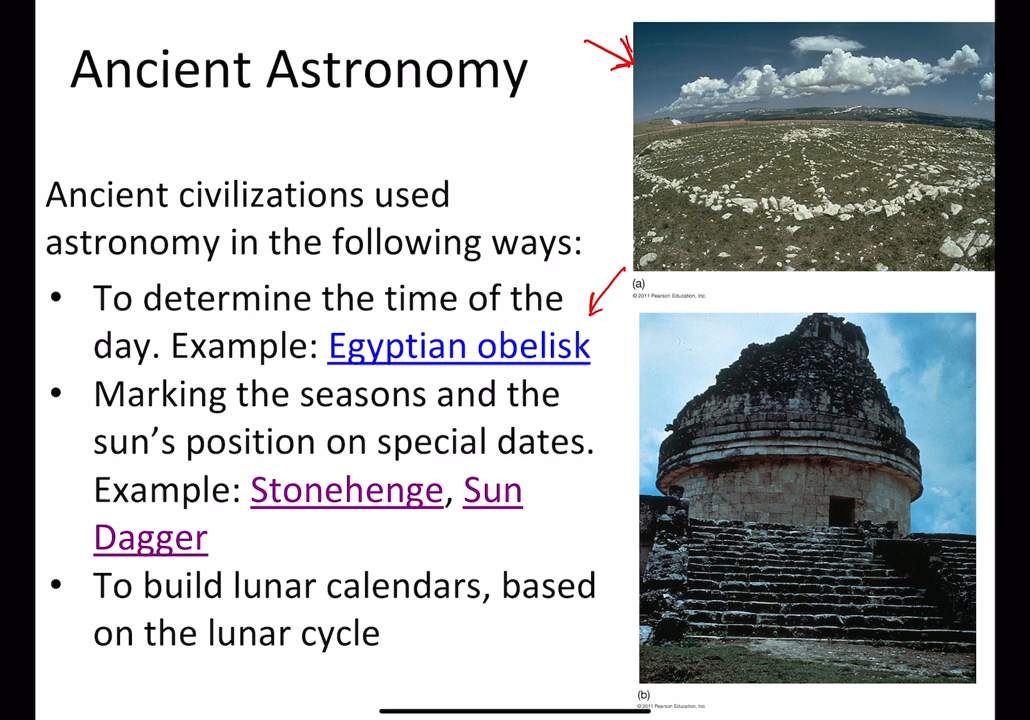 Ancient Astronomy
Ancient civilizations used
astronomy in the following ways:
• To determine the time of the
day. Example: Egyptian obelisk
• Marking the seasons and the
sun’s position on special dates.
Example: Stonehenge, Sun
Dagger
• To build lunar calendars, based
on the lunar cycle
(a)
© 2011 Pearson Education, Inc.
(b)
© 2011 Pearson Education, Inc.